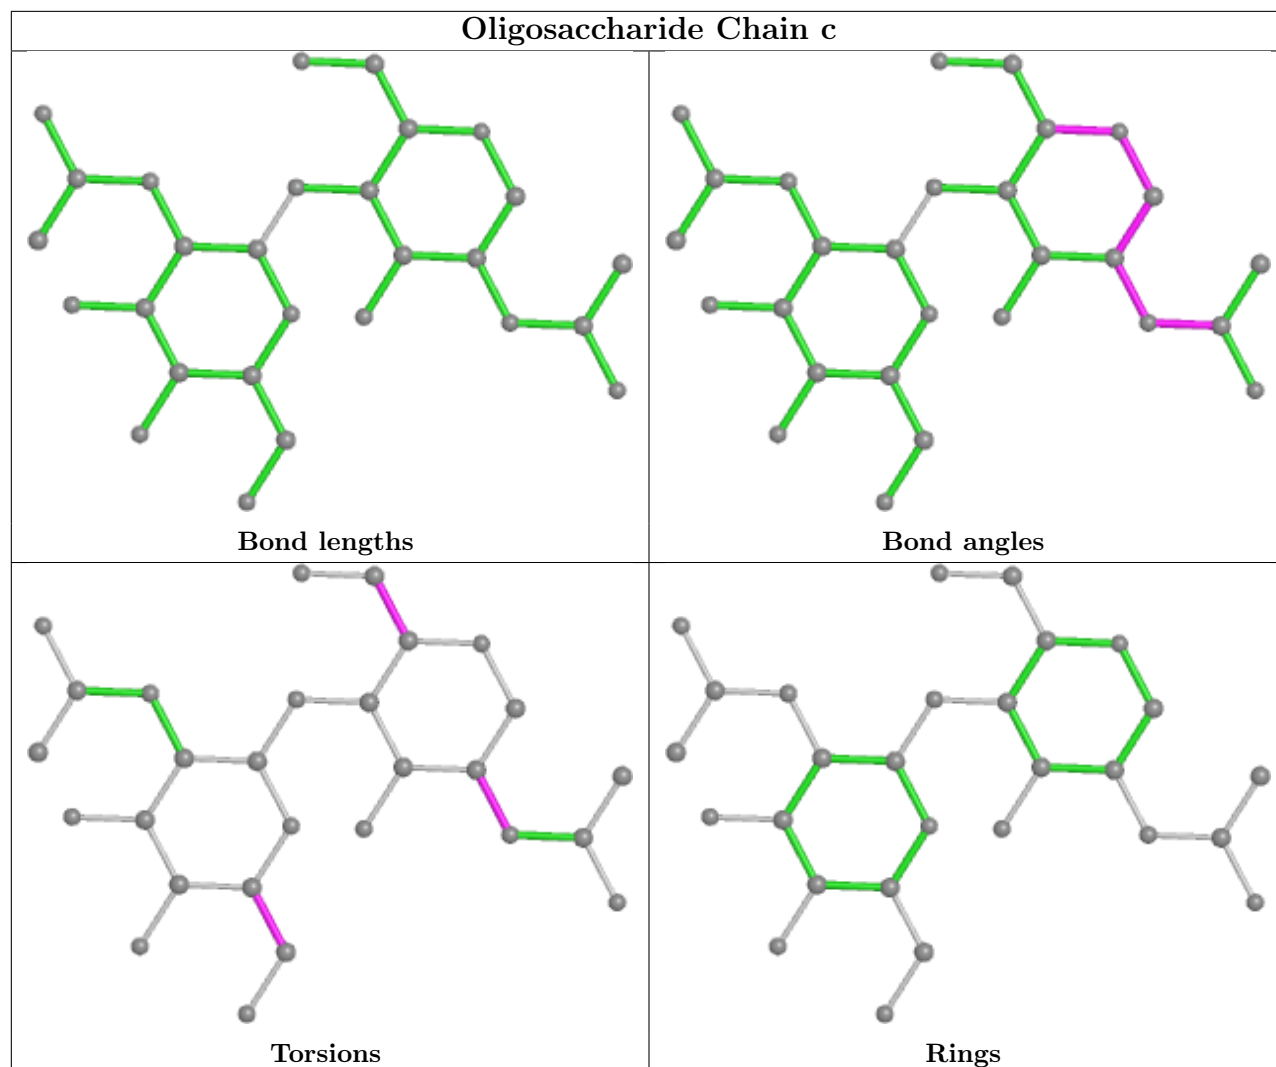 Oligosaccharide Chain c
Bond lengths
Bond angles
Torsions
Rings